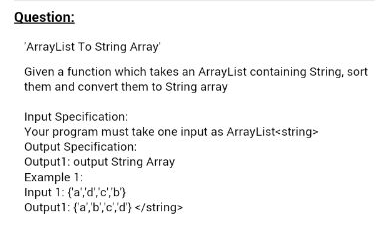 Question:
'ArrayList To String Array'
Given a function which takes an ArrayList containing String, sort
them and convert them to String array
Input Specification:
Your program must take one input as ArrayList<string>
Output Specification:
Output1: output String Array
Example 1:
Input 1: {'a','d','c','b'}
Output1: {'a','b','c','d'} </string>